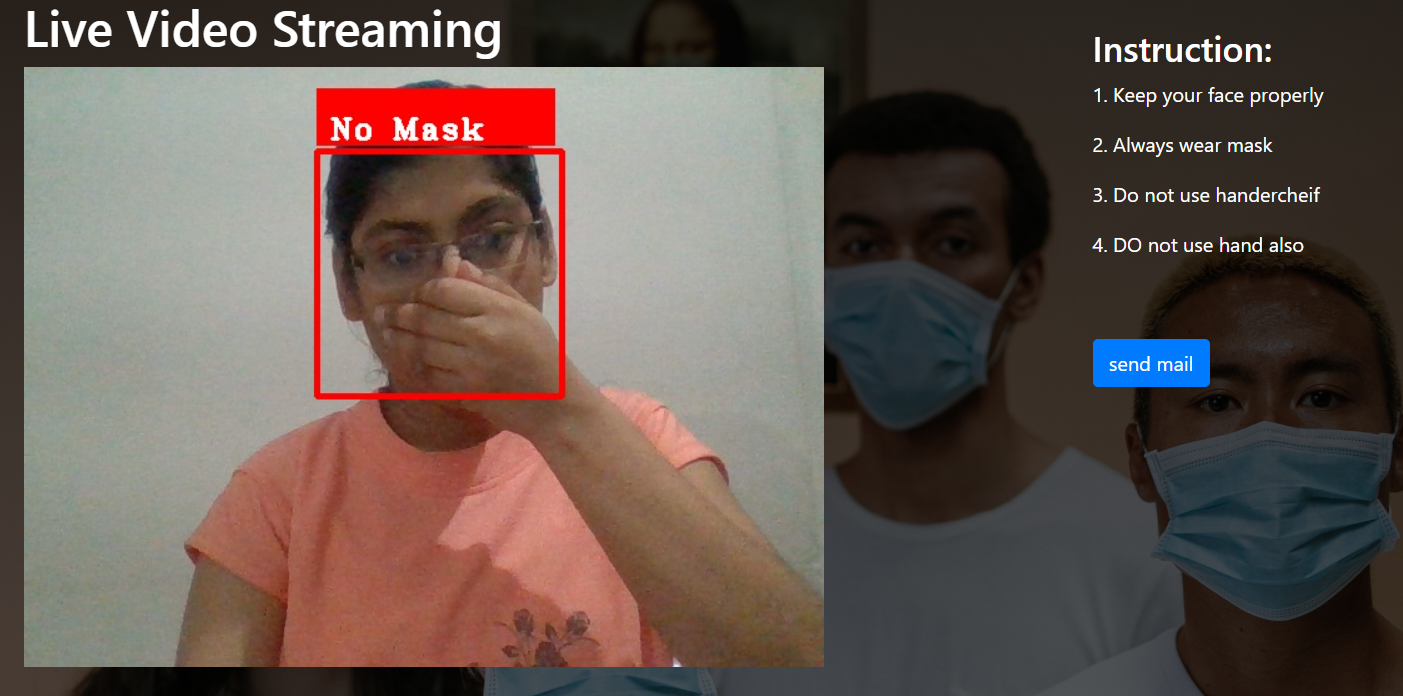 Live Video Streaming
No Mask
Instruction:
1. Keep your face properly
2. Always wear mask
3. Do not use handercheif
4. DO not use hand also
send mail